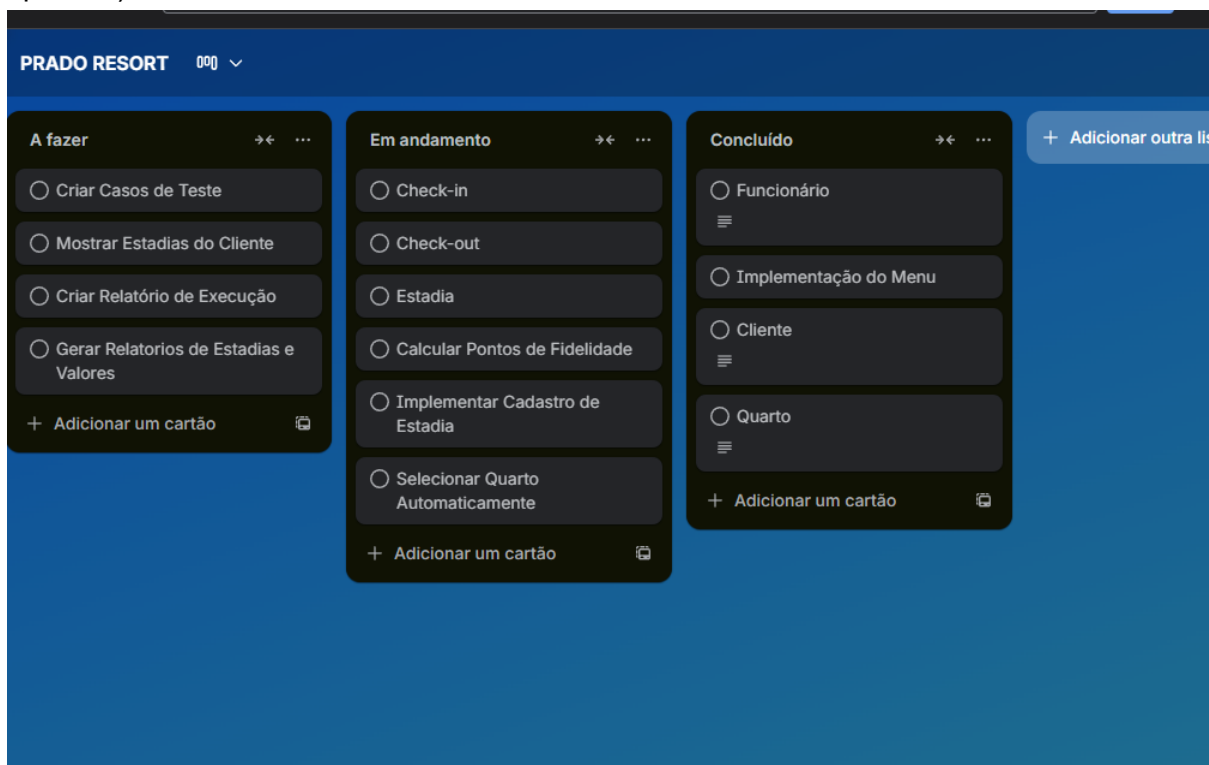 PRADO RESORT
A fazer
Criar Casos de Teste
Mostrar Estadias do Cliente
Criar Relatório de Execução
Gerar Relatorios de Estadias e
Valores
Adicionar um cartão
Em andamento
Check-in
Check-out
Estadia
Calcular Pontos de Fidelidade
Implementar Cadastro de
Estadia
Selecionar Quarto
Automaticamente
Adicionar um cartão
Concluído
Funcionário
Implementação do Menu
Cliente
Quarto
Adicionar um cartão
Adicionar outra lis